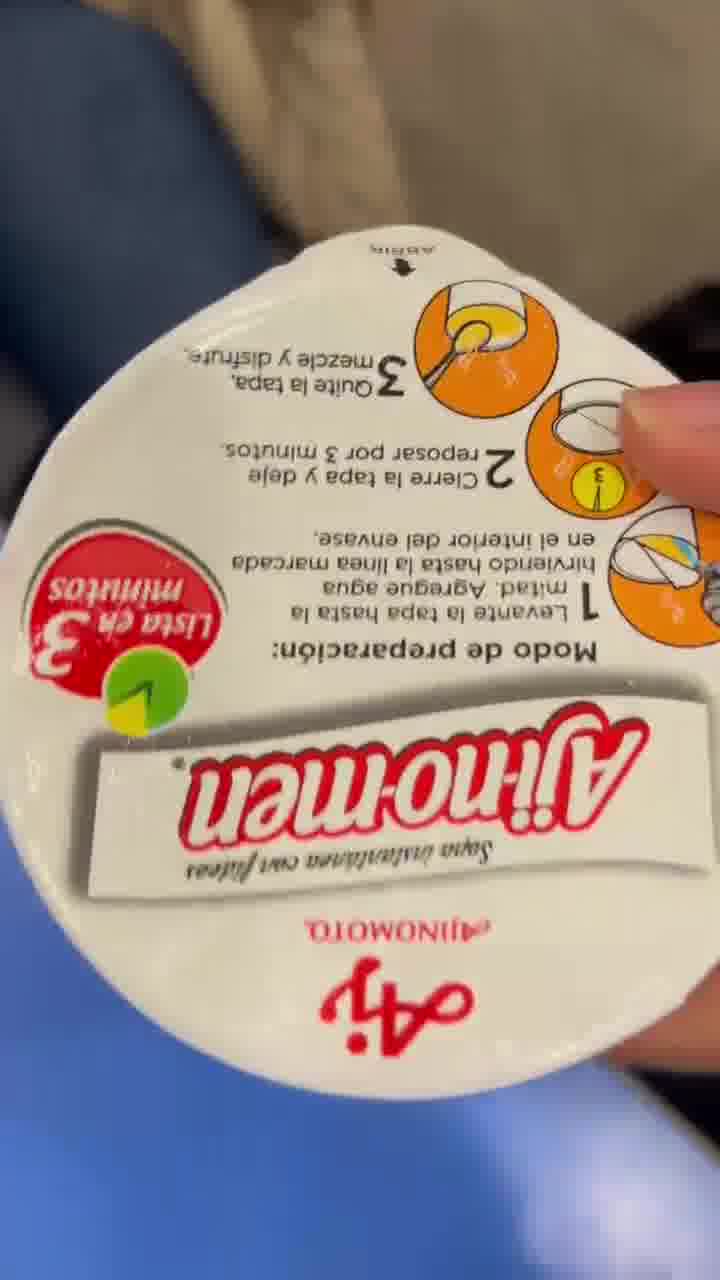 Aj
AJINOMOTO®
Sopa instantánea con fideos
Aji-no-men®
Modo de preparación:
1 Levante la tapa hasta la
mitad. Agregue agua
hirviendo hasta la línea marcada
en el interior del envase.
2 Cierre la tapa y deje
reposar por 3 minutos.
3
3 Quite la tapa,
mezcle y disfrute.
Lista en 3
minutos
ABRIR